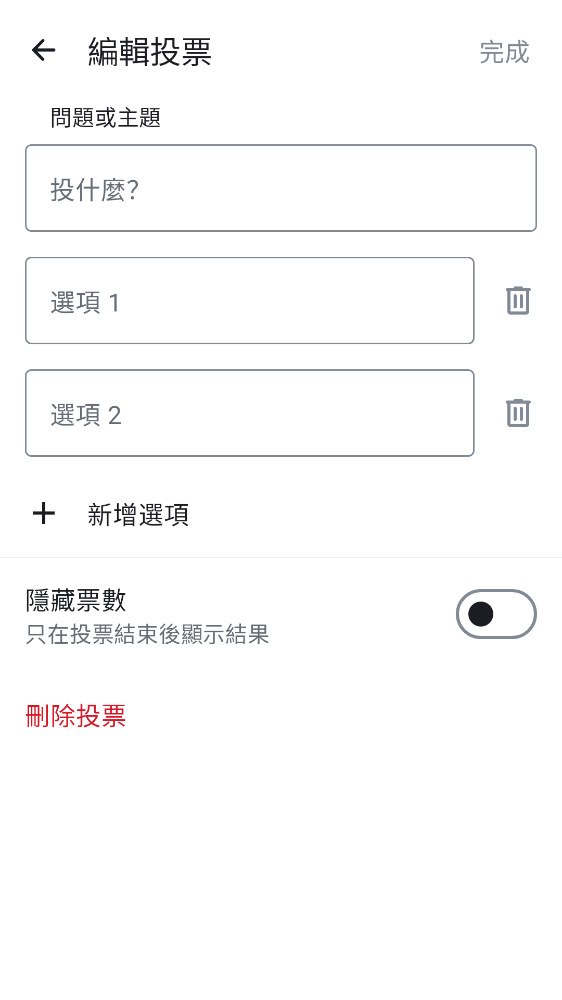 編輯投票
完成
問題或主題
投什麼?
選項 1
選項 2
新增選項
隱藏票數
只在投票結束後顯示結果
刪除投票